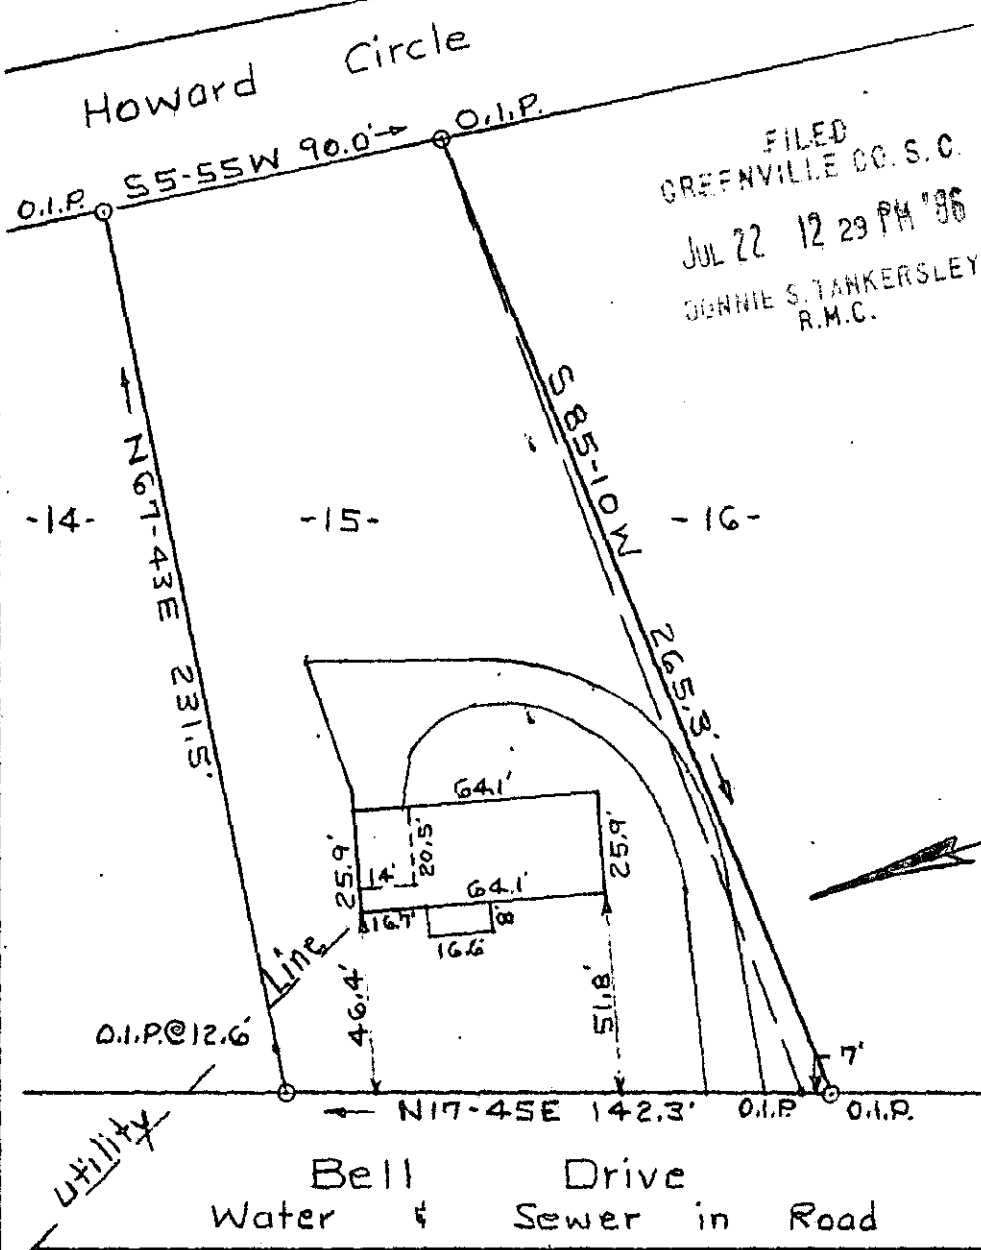 Howard Circle
O.I.P. S5-55W 90.0' → O.I.P.
FILED
GREENVILLE CO. S. C.
JUL 22 12 29 PM '86
DONNIE S. TANKERSLEY
R.M.C.
← N67-43E 231.5'
S85-10W 265.3' →
-14-
-15-
-16-
64.1'
25.9'
14'
20.5'
25.9'
64.1'
16.7'
8'
16.6'
46.4'
51.8'
Line
O.I.P.@12.6'
7'
← N17-45E 142.3' O.I.P. O.I.P.
utility
Bell Drive
Water & Sewer in Road